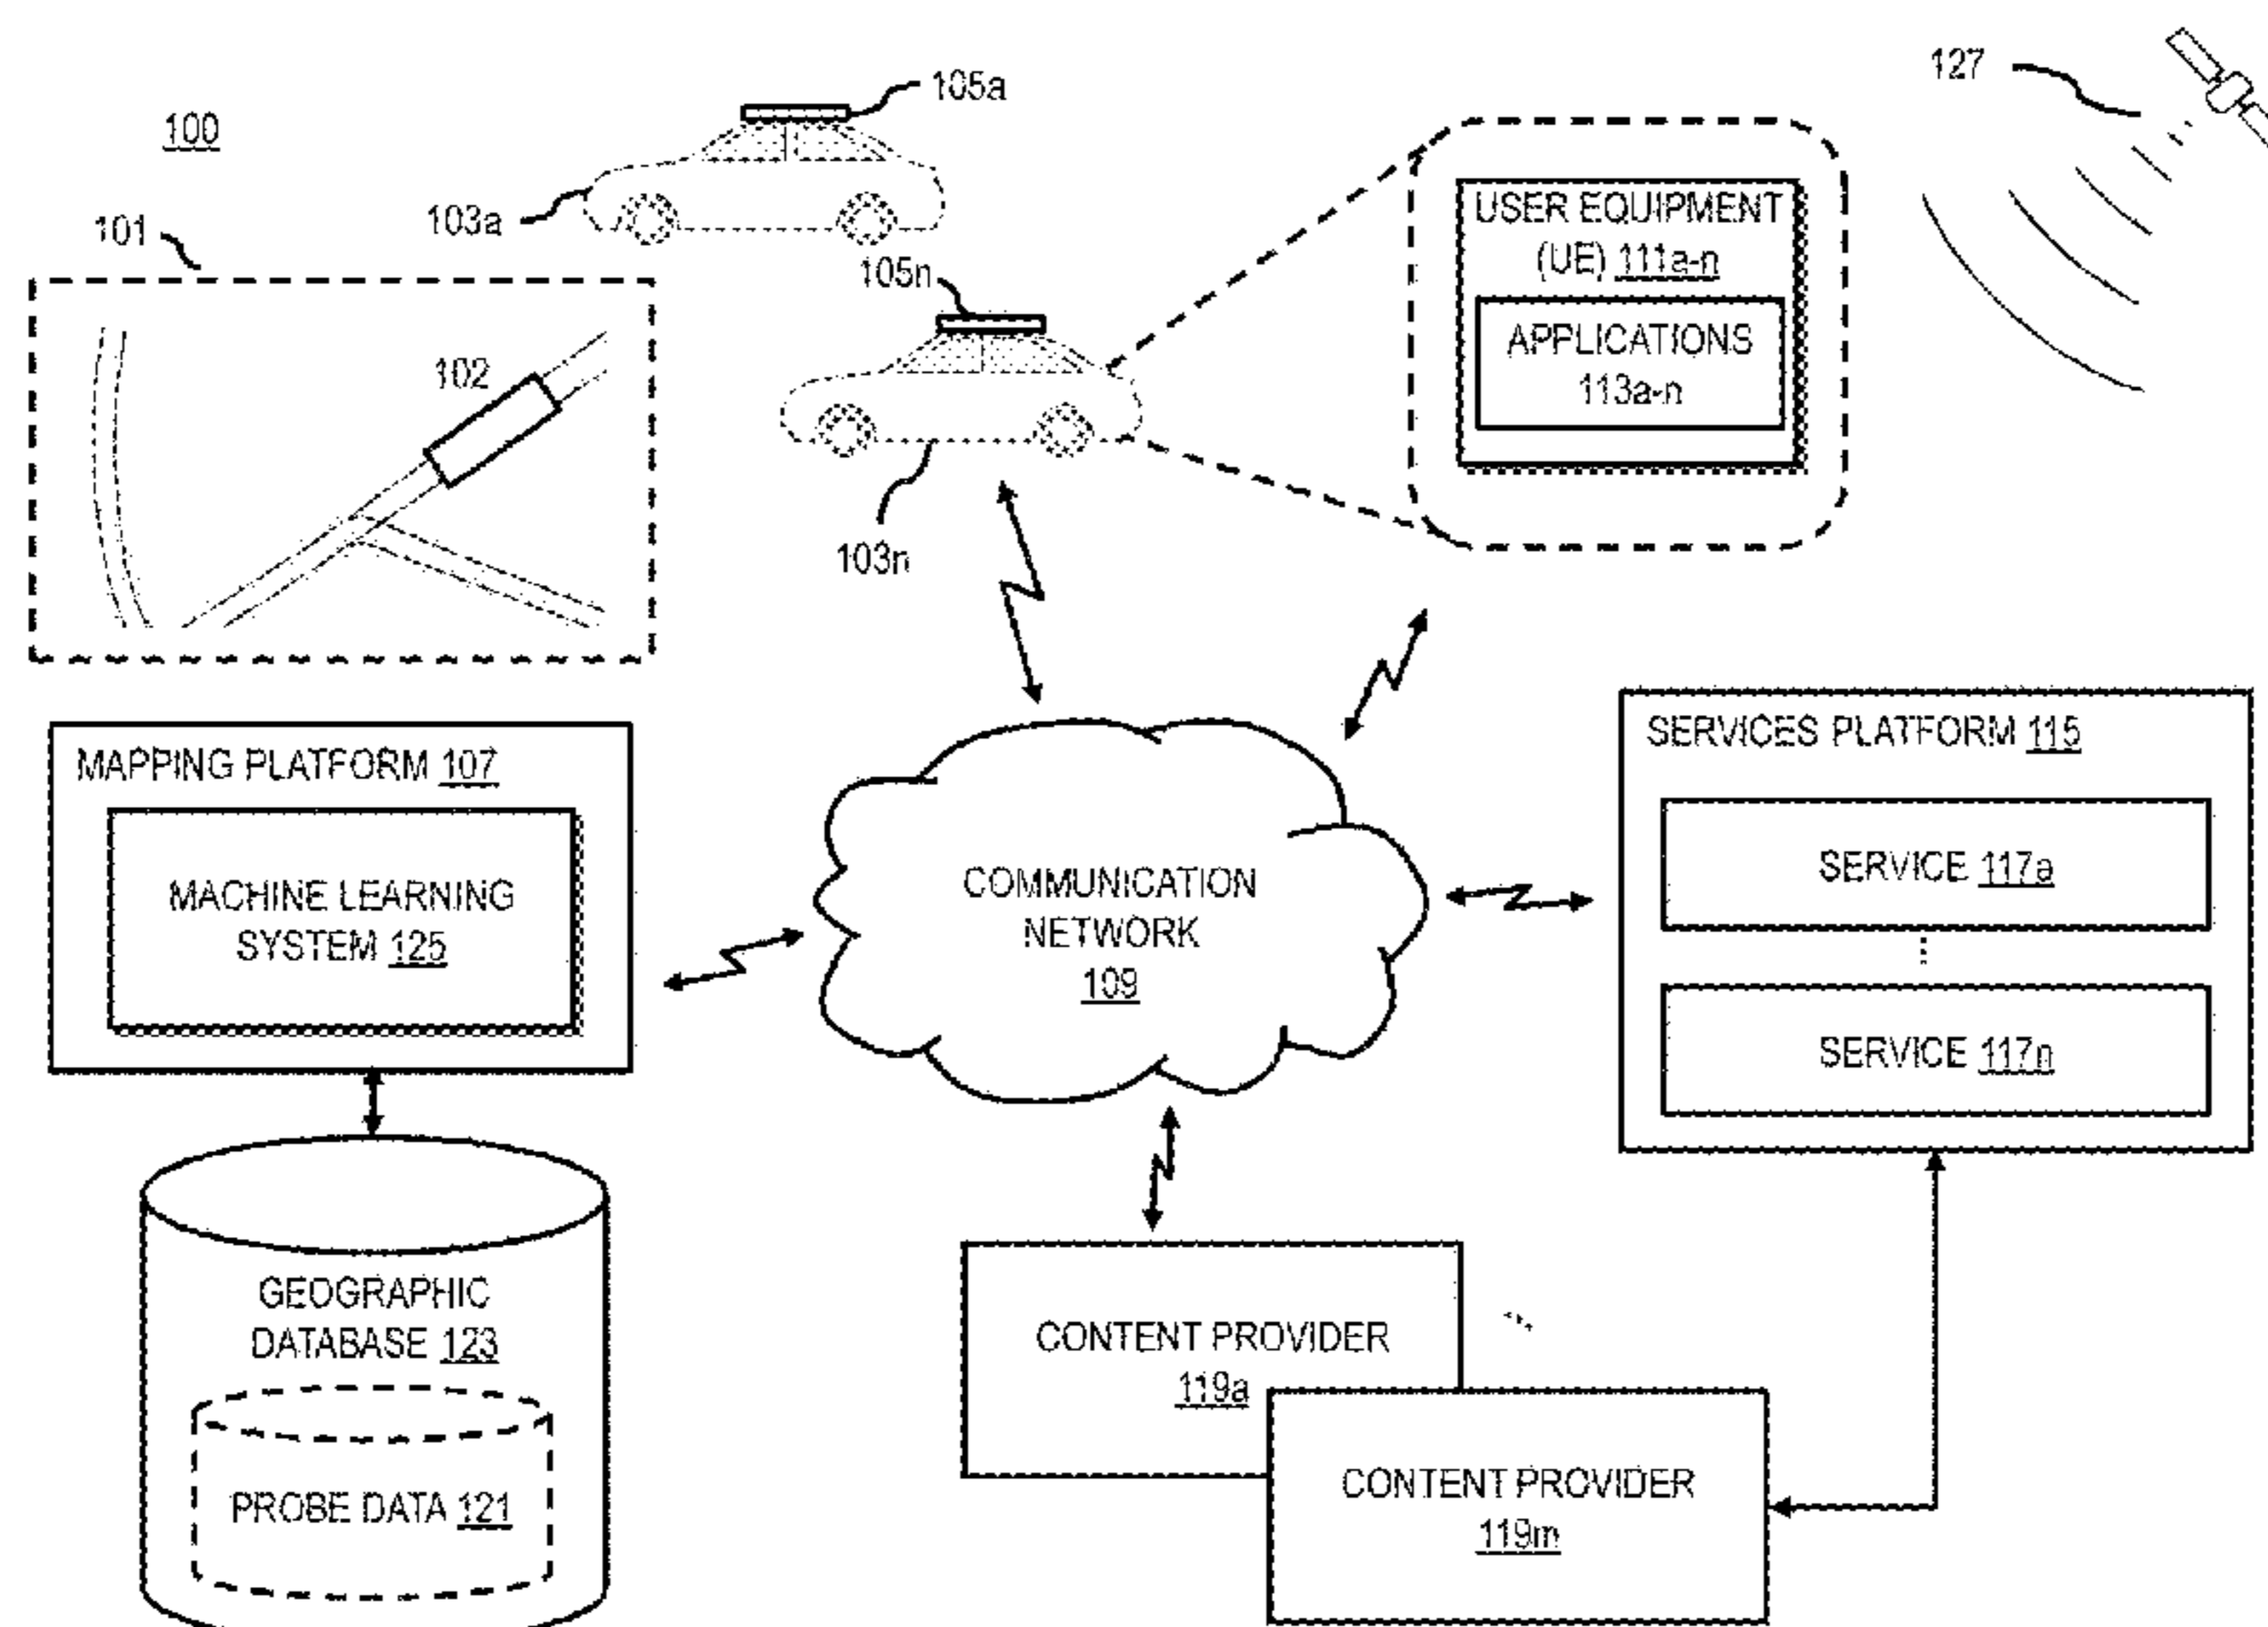 100
105a
127
103a
101
105n
USER EQUIPMENT
(UE) 111a-n
APPLICATIONS
113a-n
102
103n
MAPPING PLATFORM 107
MACHINE LEARNING
SYSTEM 125
COMMUNICATION
NETWORK
109
SERVICES PLATFORM 115
SERVICE 117a
⋮
SERVICE 117n
GEOGRAPHIC
DATABASE 123
PROBE DATA 121
CONTENT PROVIDER
119a
...
CONTENT PROVIDER
119m